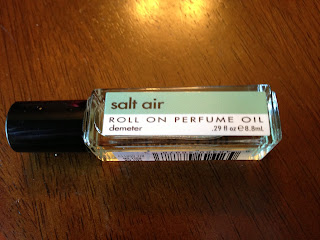 salt air
ROLL ON PERFUME OIL
demeter .29 fl oz e 8.8mL